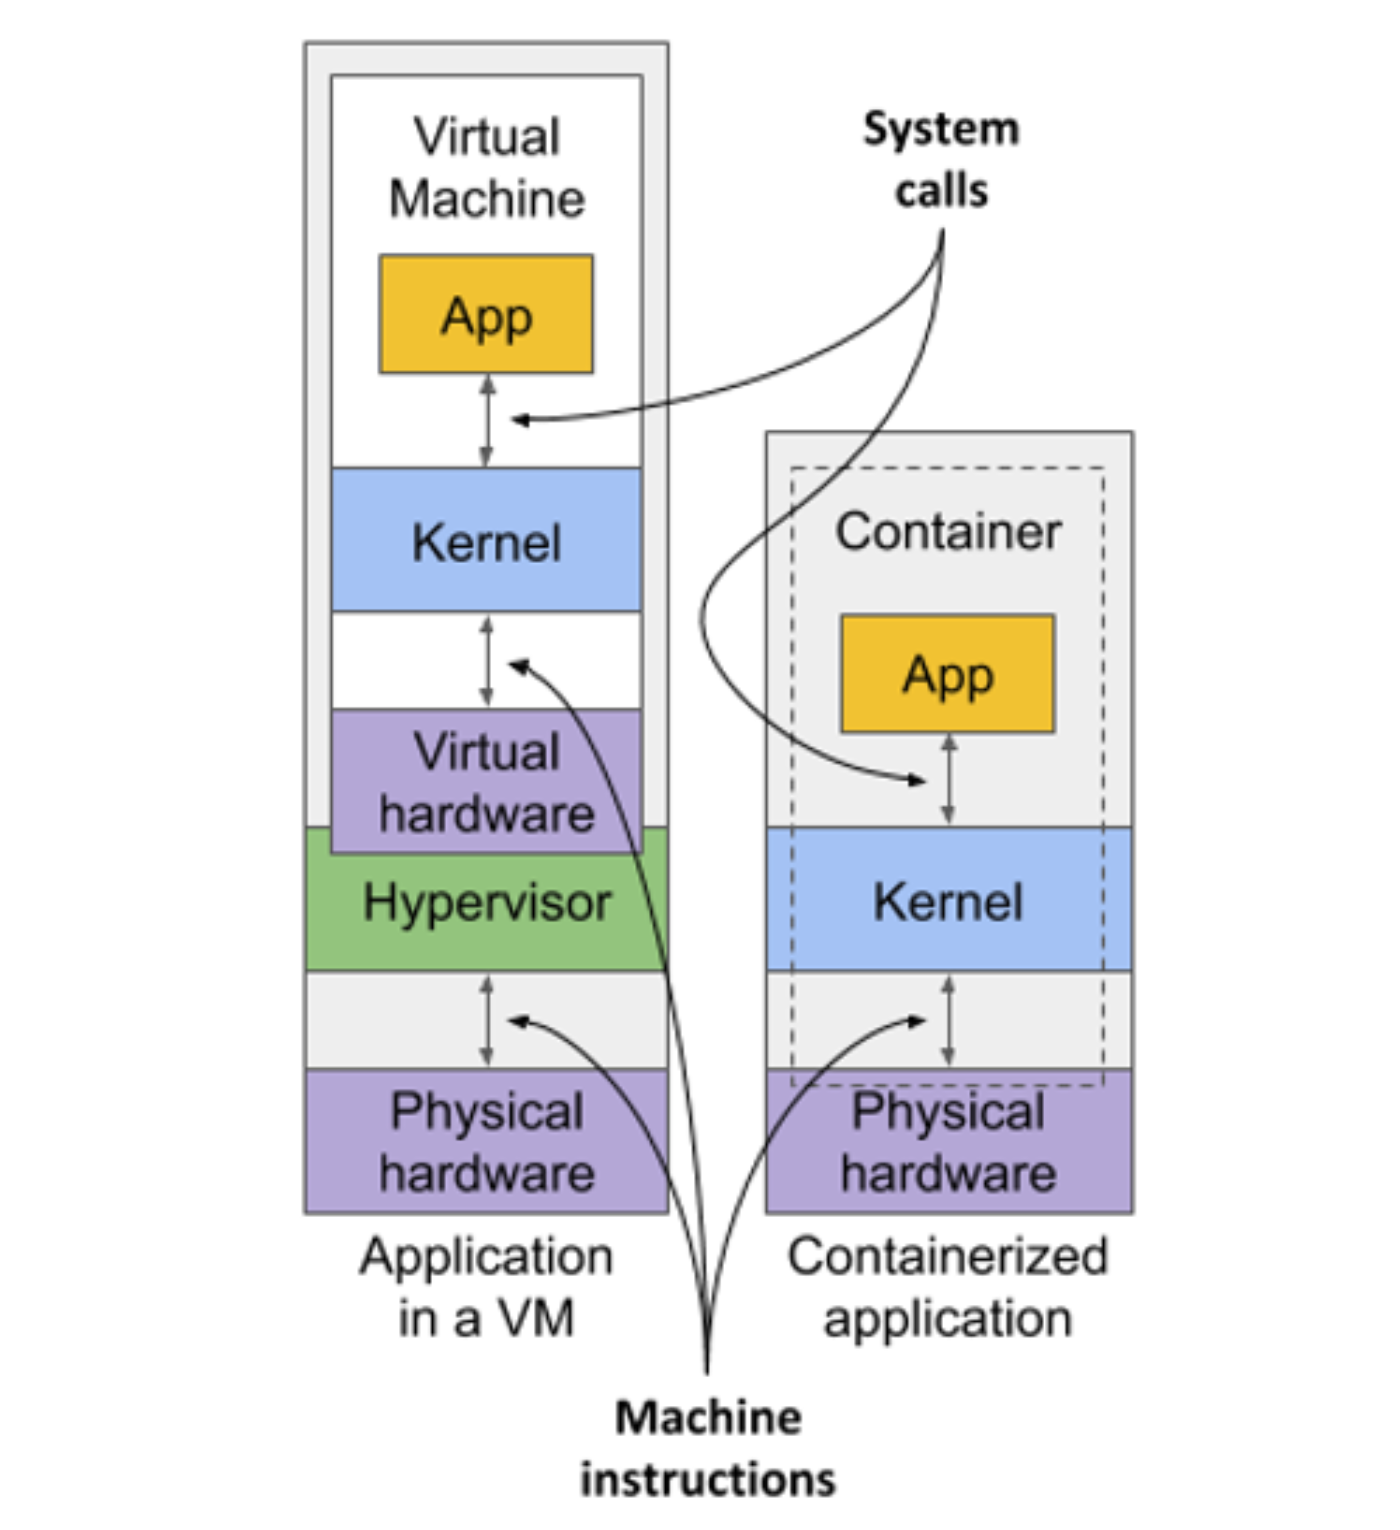 Virtual
Machine
App
Kernel
Virtual
hardware
Hypervisor
Physical
hardware
Application
in a VM
System
calls
Container
App
Kernel
Physical
hardware
Containerized
application
Machine
instructions